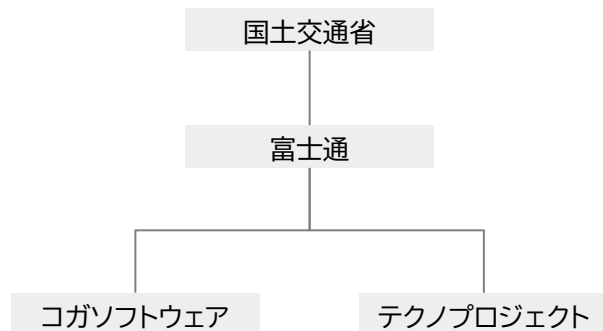 国土交通省
富士通
コガソフトウェア
テクノプロジェクト